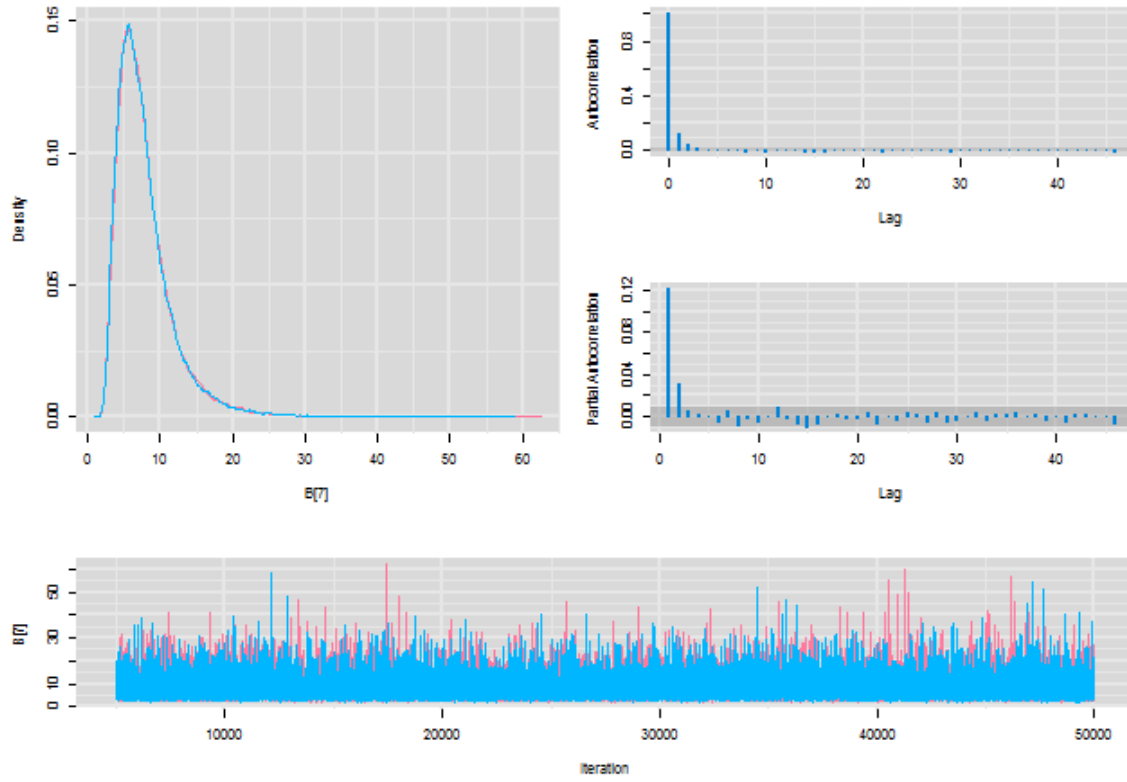 Density
0.00
0.05
0.10
0.15
0 10 20 30 40 50 60
B[7]
Autocorrelation
0.0
0.4
0.8
0 10 20 30 40
Lag
Partial Autocorrelation
0.00
0.04
0.08
0.12
0 10 20 30 40
Lag
B[7]
0
10
30
50
10000 20000 30000 40000 50000
Iteration